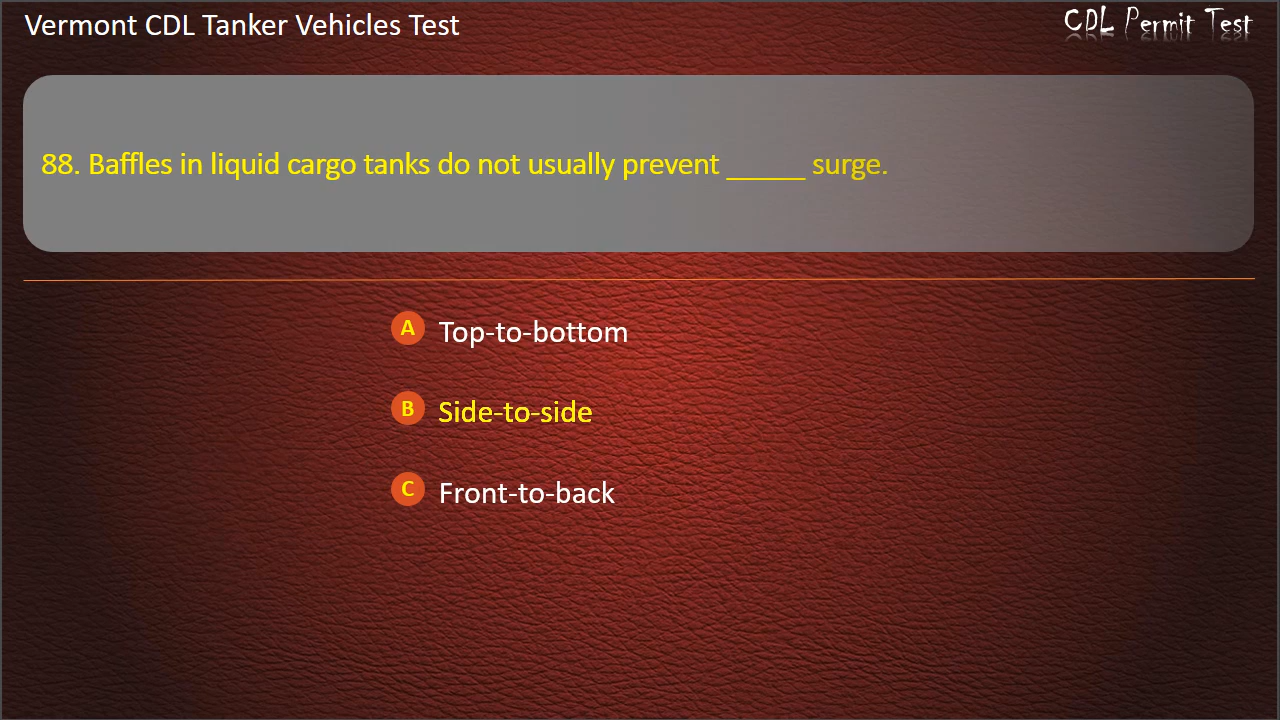 Vermont CDL Tanker Vehicles Test
CDL Permit Test
88. Baffles in liquid cargo tanks do not usually prevent _____ surge.
A Top-to-bottom
B Side-to-side
C Front-to-back